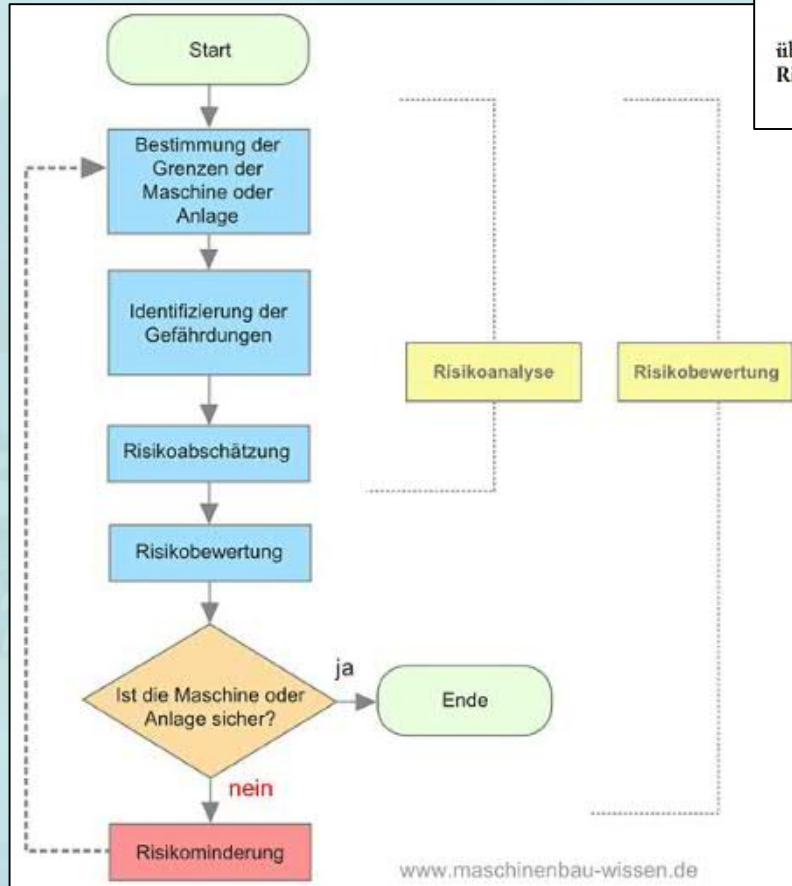 Start
Bestimmung der
Grenzen der
Maschine oder
Anlage
Identifizierung der
Gefährdungen
Risikoabschätzung
Risikobewertung
Ist die Maschine oder
Anlage sicher?
ja
Ende
nein
Risikominderung
Risikoanalyse
Risikobewertung
www.maschinenbau-wissen.de